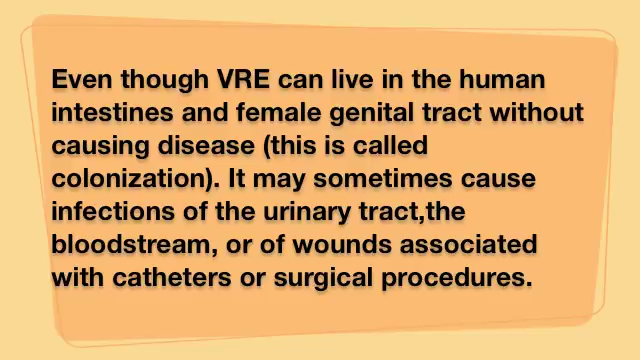 Even though VRE can live in the human
intestines and female genital tract without
causing disease (this is called
colonization). It may sometimes cause
infections of the urinary tract,the
bloodstream, or of wounds associated
with catheters or surgical procedures.